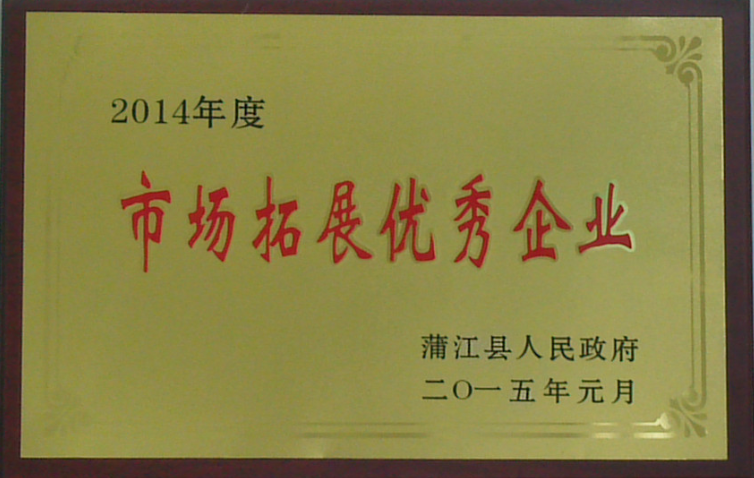 2014年度
市场拓展优秀企业
蒲江县人民政府
二〇一五年元月